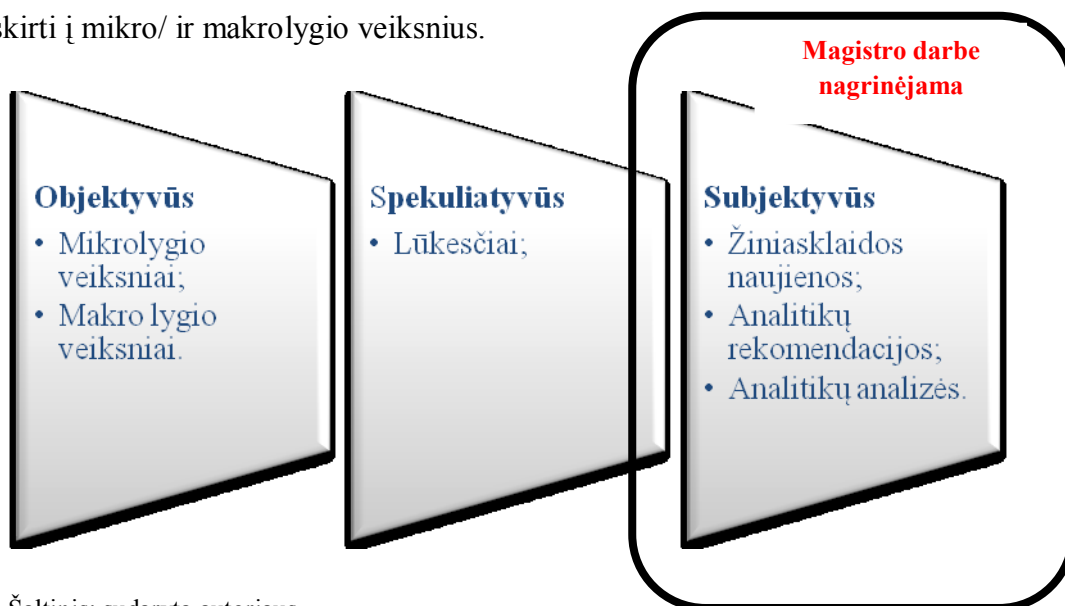 skirti į mikro/ ir makrolygio veiksnius.
Magistro darbe
nagrinėjama
Objektyvūs
• Mikrolygio
veiksniai;
• Makro lygio
veiksniai.
Spekuliatyvūs
• Lūkesčiai;
Subjektyvūs
• Žiniasklaidos
naujienos;
• Analitikų
rekomendacijos;
• Analitikų analizės.